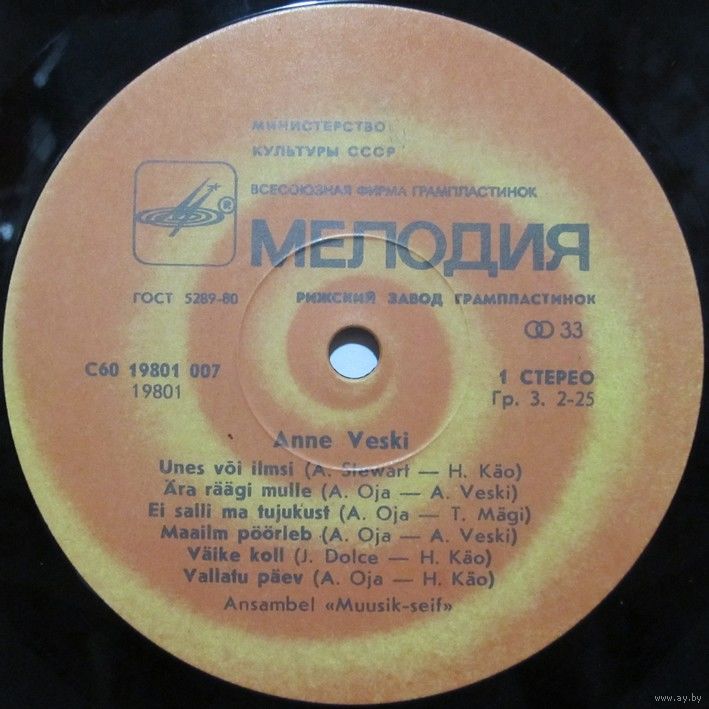 МИНИСТЕРСТВО
КУЛЬТУРЫ СССР
ВСЕСОЮЗНАЯ ФИРМА ГРАМПЛАСТИНОК
®
МЕЛОДИЯ
ГОСТ 5289-80 РИЖСКИЙ ЗАВОД ГРАМПЛАСТИНОК
33
С60 19801 007
19801
1 СТЕРЕО
Гр. 3. 2-25
Anne Veski
Unes või ilmsi (A. Stewart — H. Käo)
Ära räägi mulle (A. Oja — A. Veski)
Ei salli ma tujukust (A. Oja — T. Mägi)
Maailm pöörleb (A. Oja — A. Veski)
Väike koll (J. Dolce — H. Käo)
Vallatu päev (A. Oja — H. Käo)
Ansambel «Muusik-seif»
www.ay.by